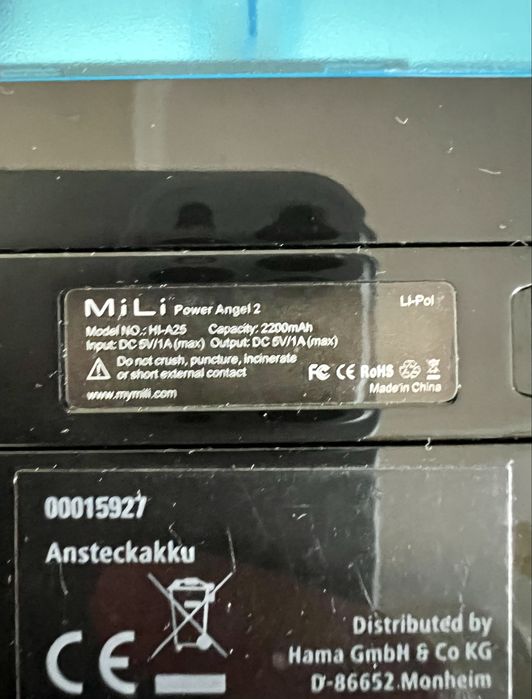 MiLi Power Angel 2
Li-Pol
Model NO.: HI-A25 Capacity: 2200mAh
Input: DC 5V/1A (max) Output: DC 5V/1A (max)
Do not crush, puncture, incinerate
or short external contact
FC CE RoHS
www.mymili.com
Made in China
00015927
Ansteckakku
CE
Distributed by
Hama GmbH & Co KG
D-86652 Monheim